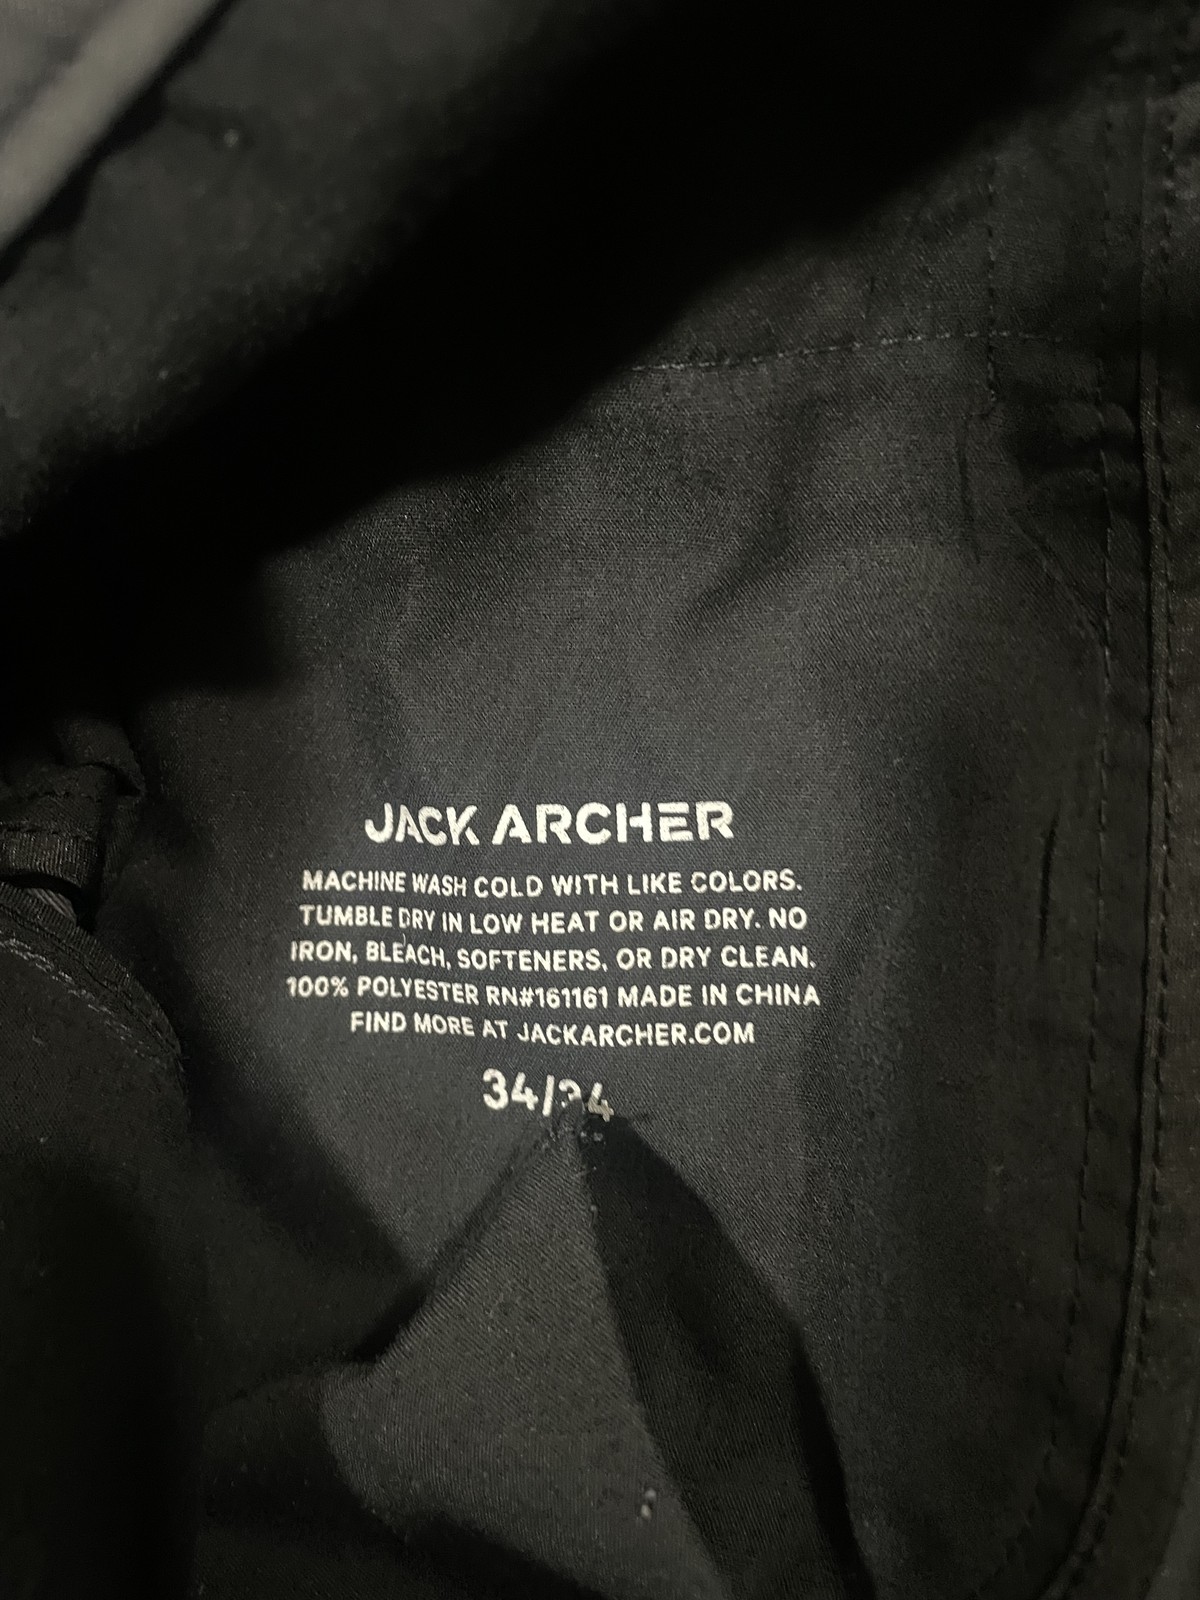 JACK ARCHER
MACHINE WASH COLD WITH LIKE COLORS.
TUMBLE DRY IN LOW HEAT OR AIR DRY. NO
IRON, BLEACH, SOFTENERS, OR DRY CLEAN.
100% POLYESTER RN#161161 MADE IN CHINA
FIND MORE AT JACKARCHER.COM
34/34